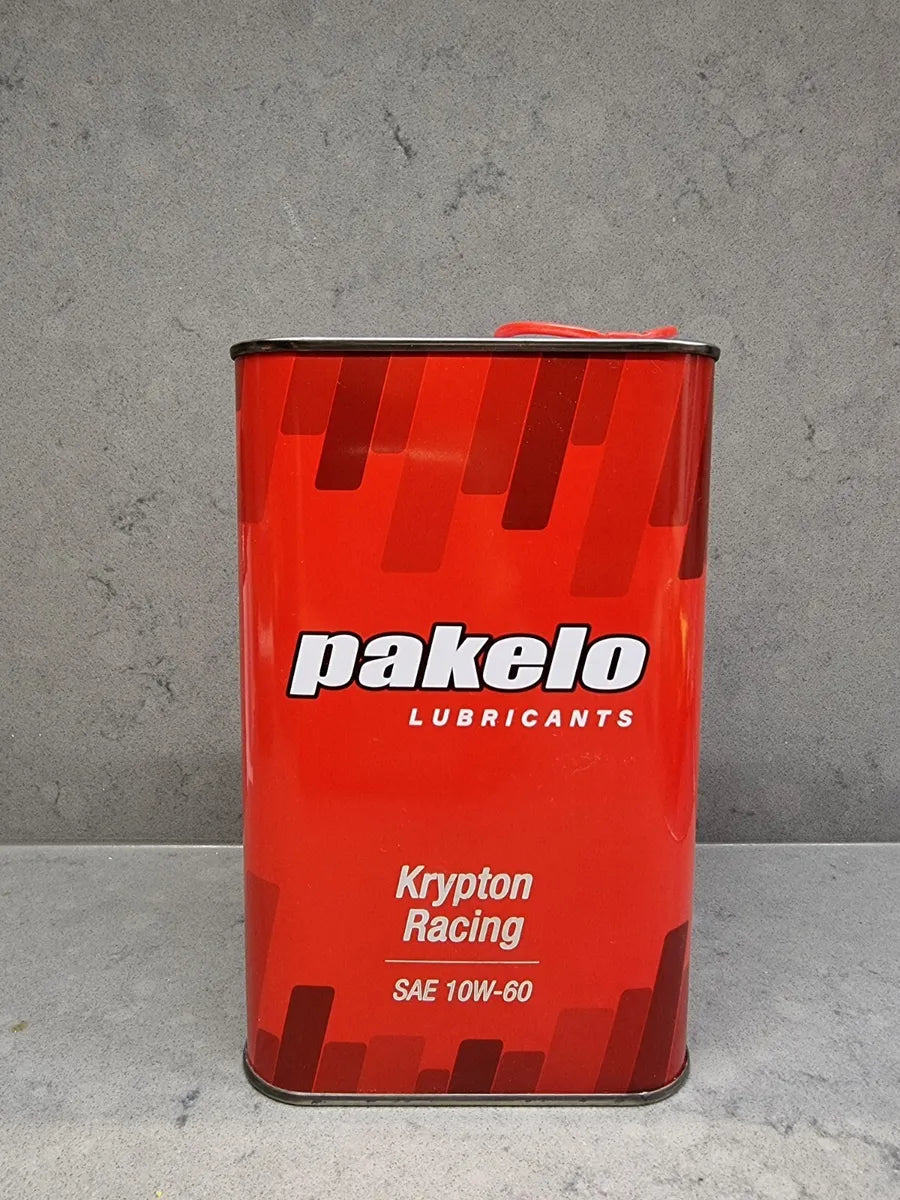 pakelo
LUBRICANTS
Krypton
Racing
SAE 10W-60